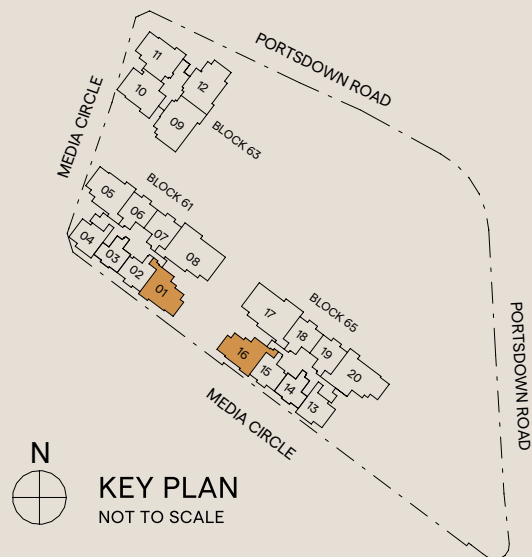 PORTSDOWN ROAD
MEDIA CIRCLE
11
10
12
09
BLOCK 63
BLOCK 61
05
06
07
08
04
03
02
01
BLOCK 65
17
18
19
20
16
15
14
13
PORTSDOWN ROAD
MEDIA CIRCLE
N
KEY PLAN
NOT TO SCALE